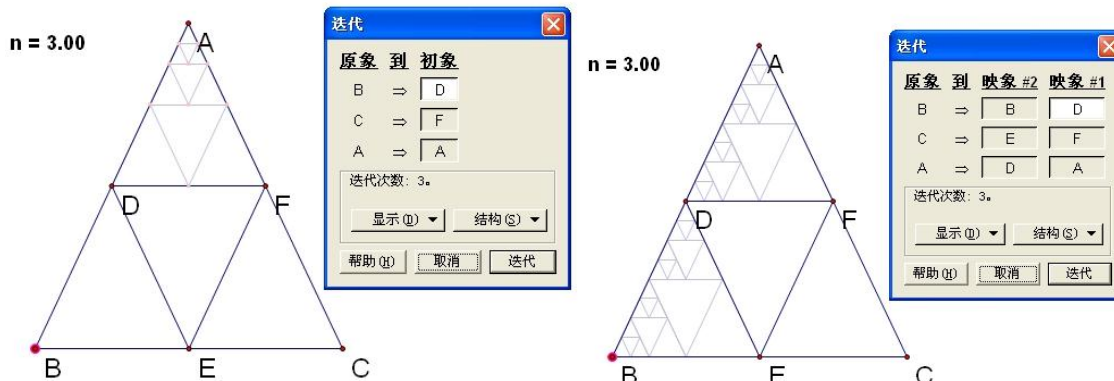 n = 3.00
A
D
F
B
E
C
迭代
原象 到 初象
B ⇒ D
C ⇒ F
A ⇒ A
迭代次数: 3。
显示(D) 结构(S)
帮助(H) 取消 迭代
n = 3.00
A
D
F
B
E
C
迭代
原象 到 映象 #2 映象 #1
B ⇒ B D
C ⇒ E F
A ⇒ D A
迭代次数: 3。
显示(D) 结构(S)
帮助(H) 取消 迭代